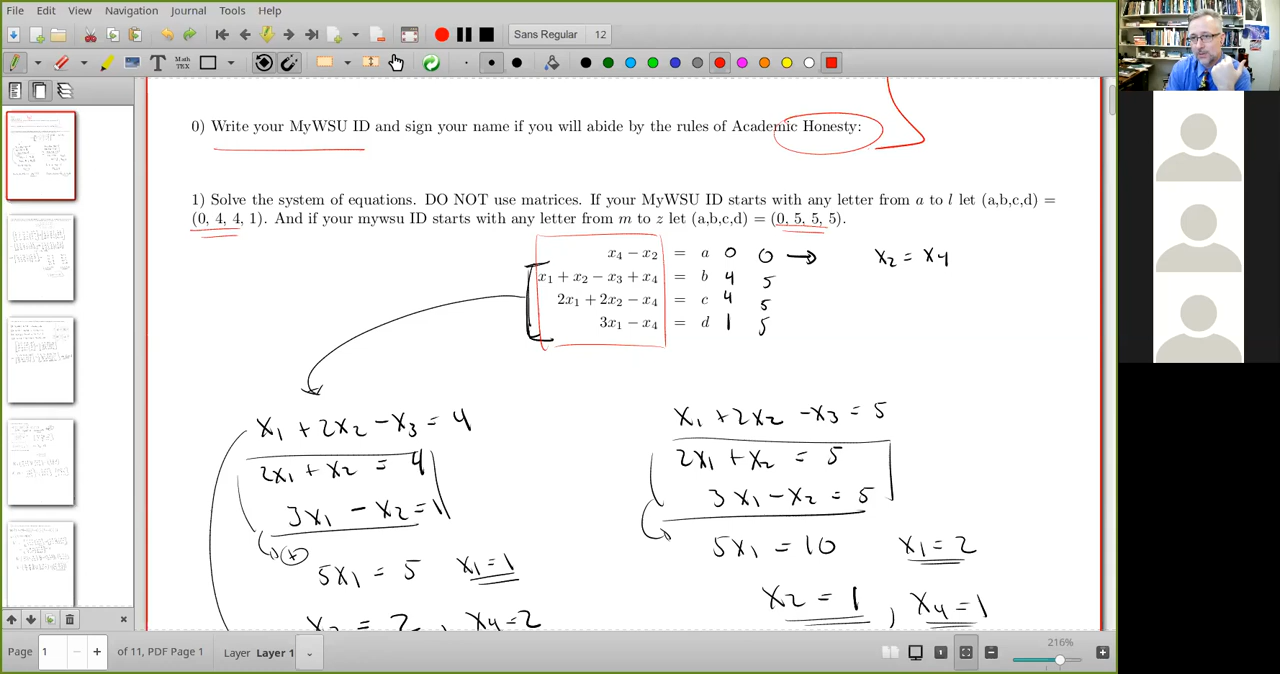 File Edit View Navigation Journal Tools Help
Sans Regular 12
Math
TEX
0) Write your MyWSU ID and sign your name if you will abide by the rules of Academic Honesty:
1) Solve the system of equations. DO NOT use matrices. If your MyWSU ID starts with any letter from a to l let (a,b,c,d) =
(0, 4, 4, 1). And if your mywsu ID starts with any letter from m to z let (a,b,c,d) = (0, 5, 5, 5).
x₄ − x₂ = a 0 0 → x₂ = x₄
x₁ + x₂ − x₃ + x₄ = b 4 5
2x₁ + 2x₂ − x₄ = c 4 5
3x₁ − x₄ = d 1 5
x₁ + 2x₂ − x₃ = 4
2x₁ + x₂ = 4
3x₁ − x₂ = 1
(+)
5x₁ = 5 x₁ = 1
x₂ = 2, x₄ = 2
x₁ + 2x₂ − x₃ = 5
2x₁ + x₂ = 5
3x₁ − x₂ = 5
5x₁ = 10 x₁ = 2
x₂ = 1, x₄ = 1
Page 1 − + of 11, PDF Page 1 Layer Layer 1
1
216%